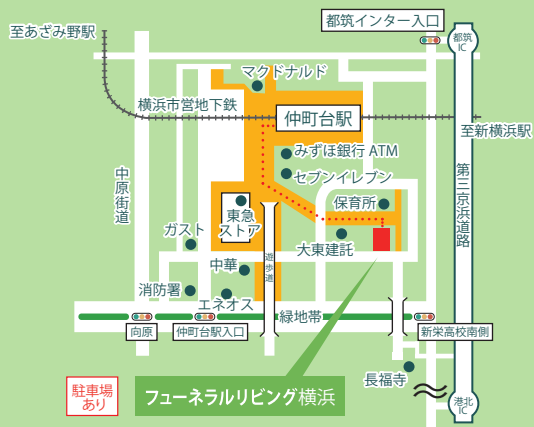 都筑インター入口
至あざみ野駅
都筑
IC
マクドナルド
横浜市営地下鉄
仲町台駅
至新横浜駅
みずほ銀行 ATM
セブンイレブン
中原街道
第三京浜道路
保育所
東急
ストア
ガスト
大東建託
遊歩道
中華
消防署
エネオス
緑地帯
向原
仲町台駅入口
新栄高校南側
長福寺
駐車場
あり
フューネラルリビング横浜
港北
IC